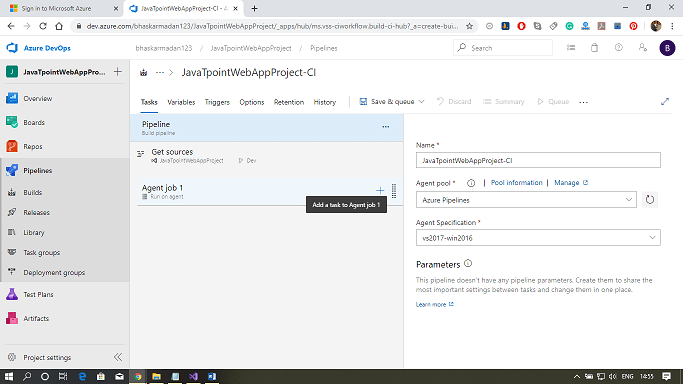 Sign in to Microsoft Azure
JavaTpointWebAppProject-CI - A
dev.azure.com/bhaskarmadan123/JavaTpointWebAppProject/_apps/hub/ms.vss-ciworkflow.build-ci-hub?_a=create-bui...
Azure DevOps
bhaskarmadan123 / JavaTpointWebAppProject / Pipelines
Search
B
J JavaTpointWebAppPro...
... > JavaTpointWebAppProject-CI
Overview
Boards
Repos
Pipelines
Builds
Releases
Library
Task groups
Deployment groups
Test Plans
Artifacts
Project settings
Tasks Variables Triggers Options Retention History
Save & queue Discard Summary Queue ...
Pipeline
Build pipeline
...
Get sources
JavaTpointWebAppProject Dev
Agent job 1
Run on agent
Add a task to Agent job 1
Name *
JavaTpointWebAppProject-CI
Agent pool * | Pool information | Manage
Azure Pipelines
Agent Specification *
vs2017-win2016
Parameters
This pipeline doesn't have any pipeline parameters. Create them to share the
most important settings between tasks and change them in one place.
Learn more
ENG 14:55